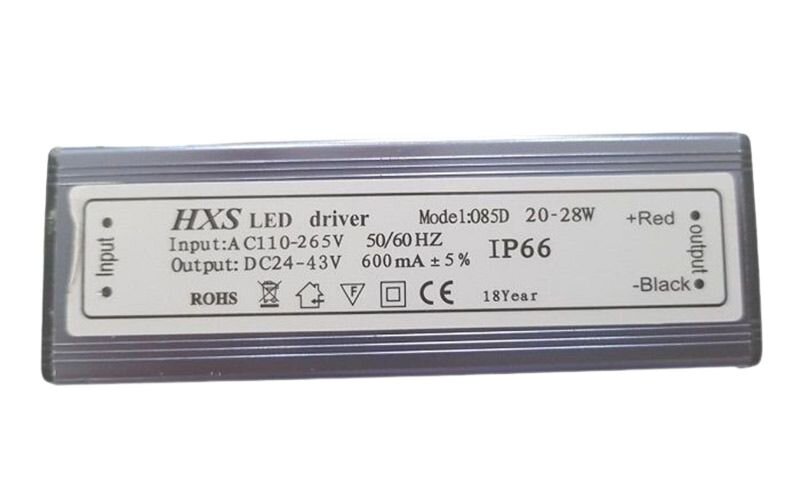 Input
HXS LED driver Model:085D 20-28W
Input:AC110-265V 50/60HZ
Output:DC24-43V 600mA±5% IP66
ROHS F CE 18Year
+Red
-Black
output